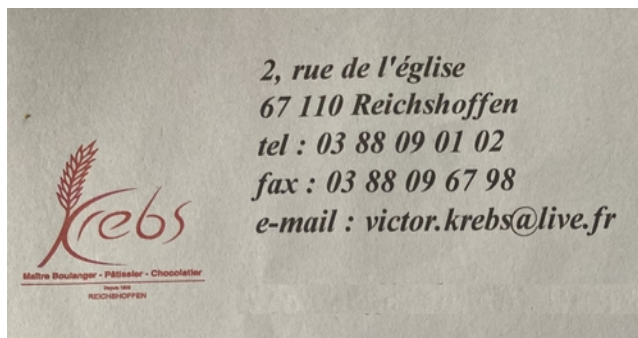 2, rue de l'église
67 110 Reichshoffen
tel : 03 88 09 01 02
fax : 03 88 09 67 98
e-mail : victor.krebs@live.fr
Krebs
Maître Boulanger - Pâtissier - Chocolatier
Depuis
REICHSHOFFEN